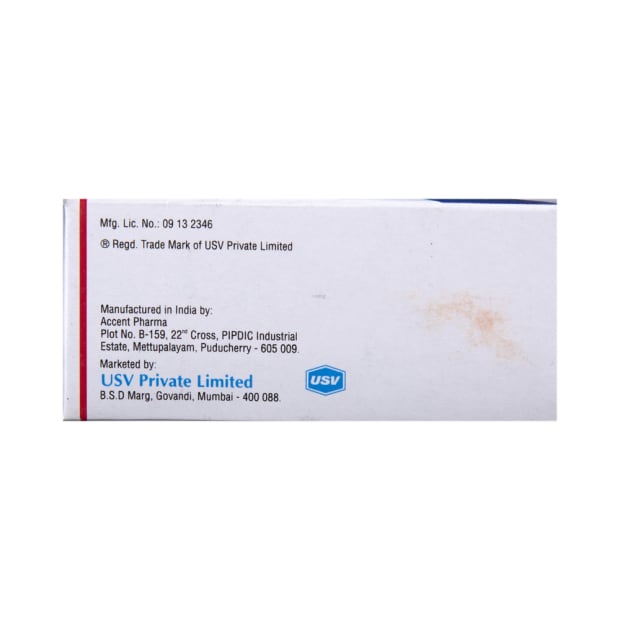 Mfg. Lic. No.: 09 13 2346
® Regd. Trade Mark of USV Private Limited
Manufactured in India by:
Accent Pharma
Plot No. B-159, 22nd Cross, PIPDIC Industrial
Estate, Mettupalayam, Puducherry - 605 009.
Marketed by:
USV Private Limited
B.S.D Marg, Govandi, Mumbai - 400 088.
USV